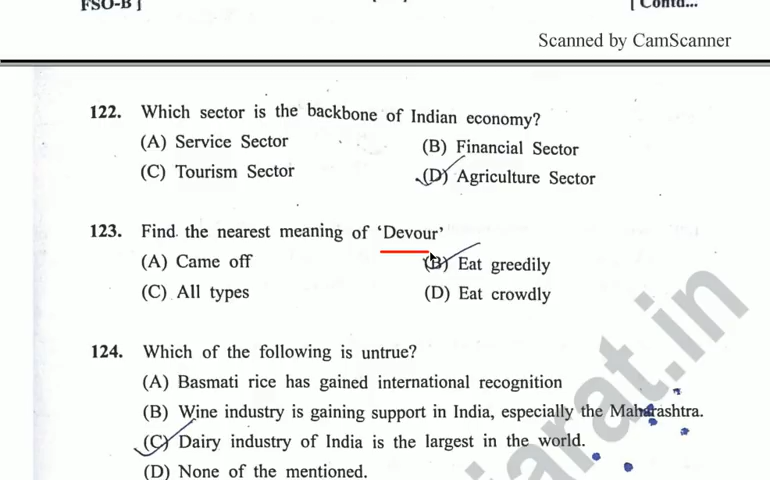 FSO-B ]
[ Contd...
Scanned by CamScanner
122. Which sector is the backbone of Indian economy?
(A) Service Sector
(B) Financial Sector
(C) Tourism Sector
(D) Agriculture Sector
123. Find the nearest meaning of ‘Devour’
(A) Came off
(B) Eat greedily
(C) All types
(D) Eat crowdly
124. Which of the following is untrue?
(A) Basmati rice has gained international recognition
(B) Wine industry is gaining support in India, especially the Maharashtra.
(C) Dairy industry of India is the largest in the world.
(D) None of the mentioned.
jarat.in